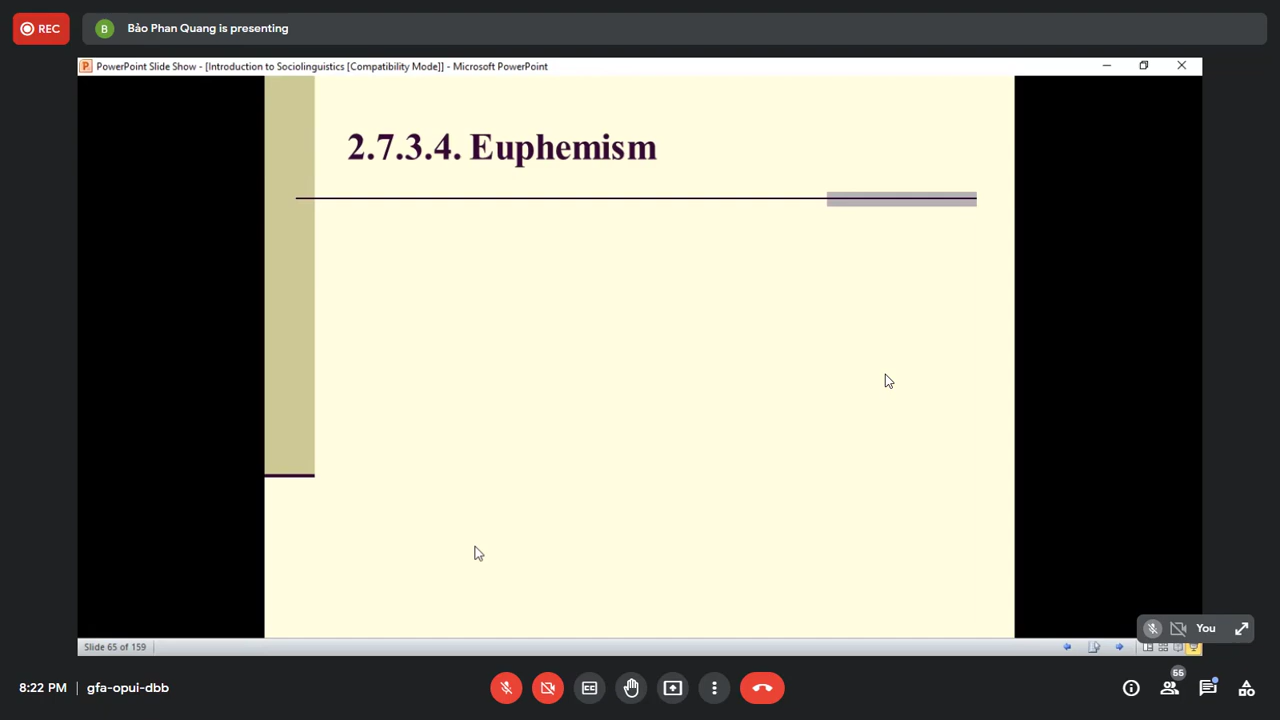 REC
B
Bảo Phan Quang is presenting
PowerPoint Slide Show - [Introduction to Sociolinguistics [Compatibility Mode]] - Microsoft PowerPoint
2.7.3.4. Euphemism
You
Slide 65 of 159
8:22 PM
gfa-opui-dbb
55